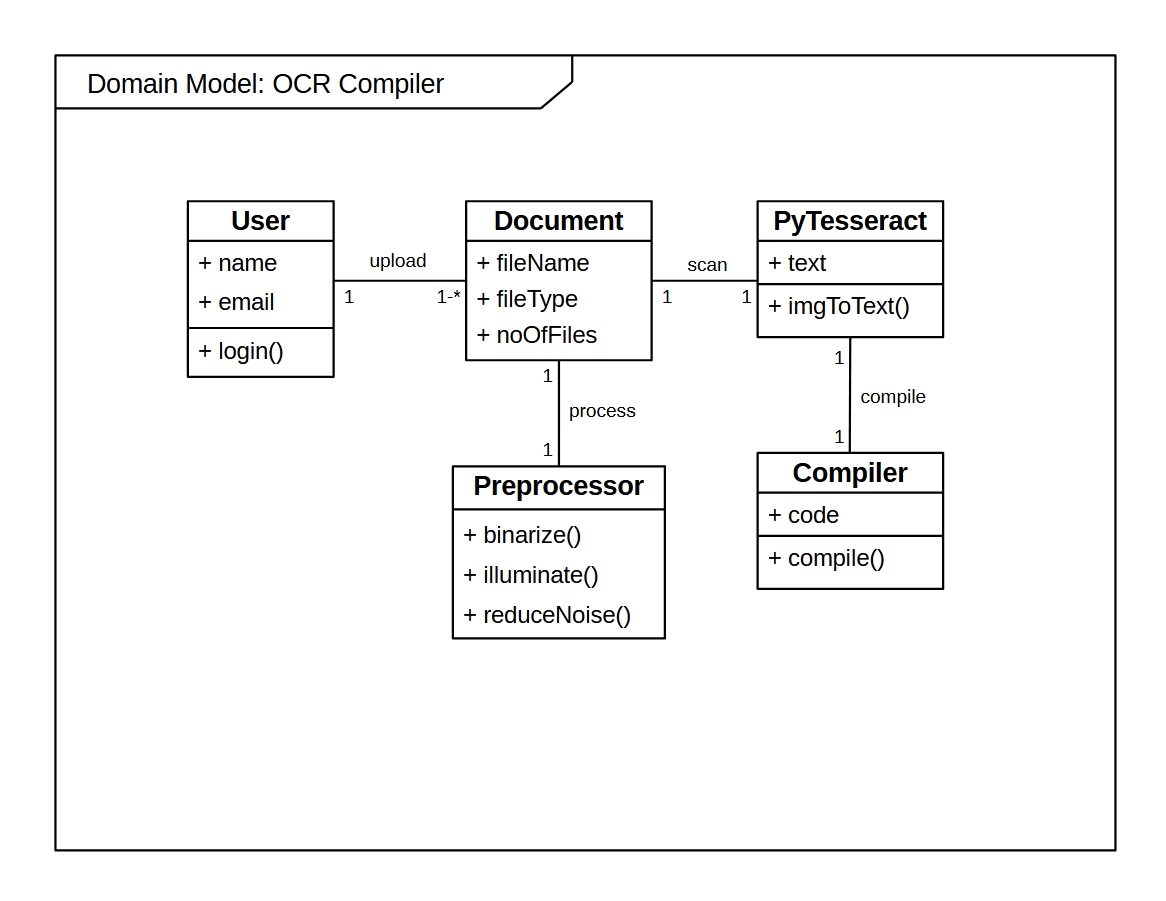 Domain Model: OCR Compiler
User
+ name
+ email
+ login()
upload
1
1-*
Document
+ fileName
+ fileType
+ noOfFiles
scan
1
1
PyTesseract
+ text
+ imgToText()
1
process
1
Preprocessor
+ binarize()
+ illuminate()
+ reduceNoise()
1
compile
1
Compiler
+ code
+ compile()